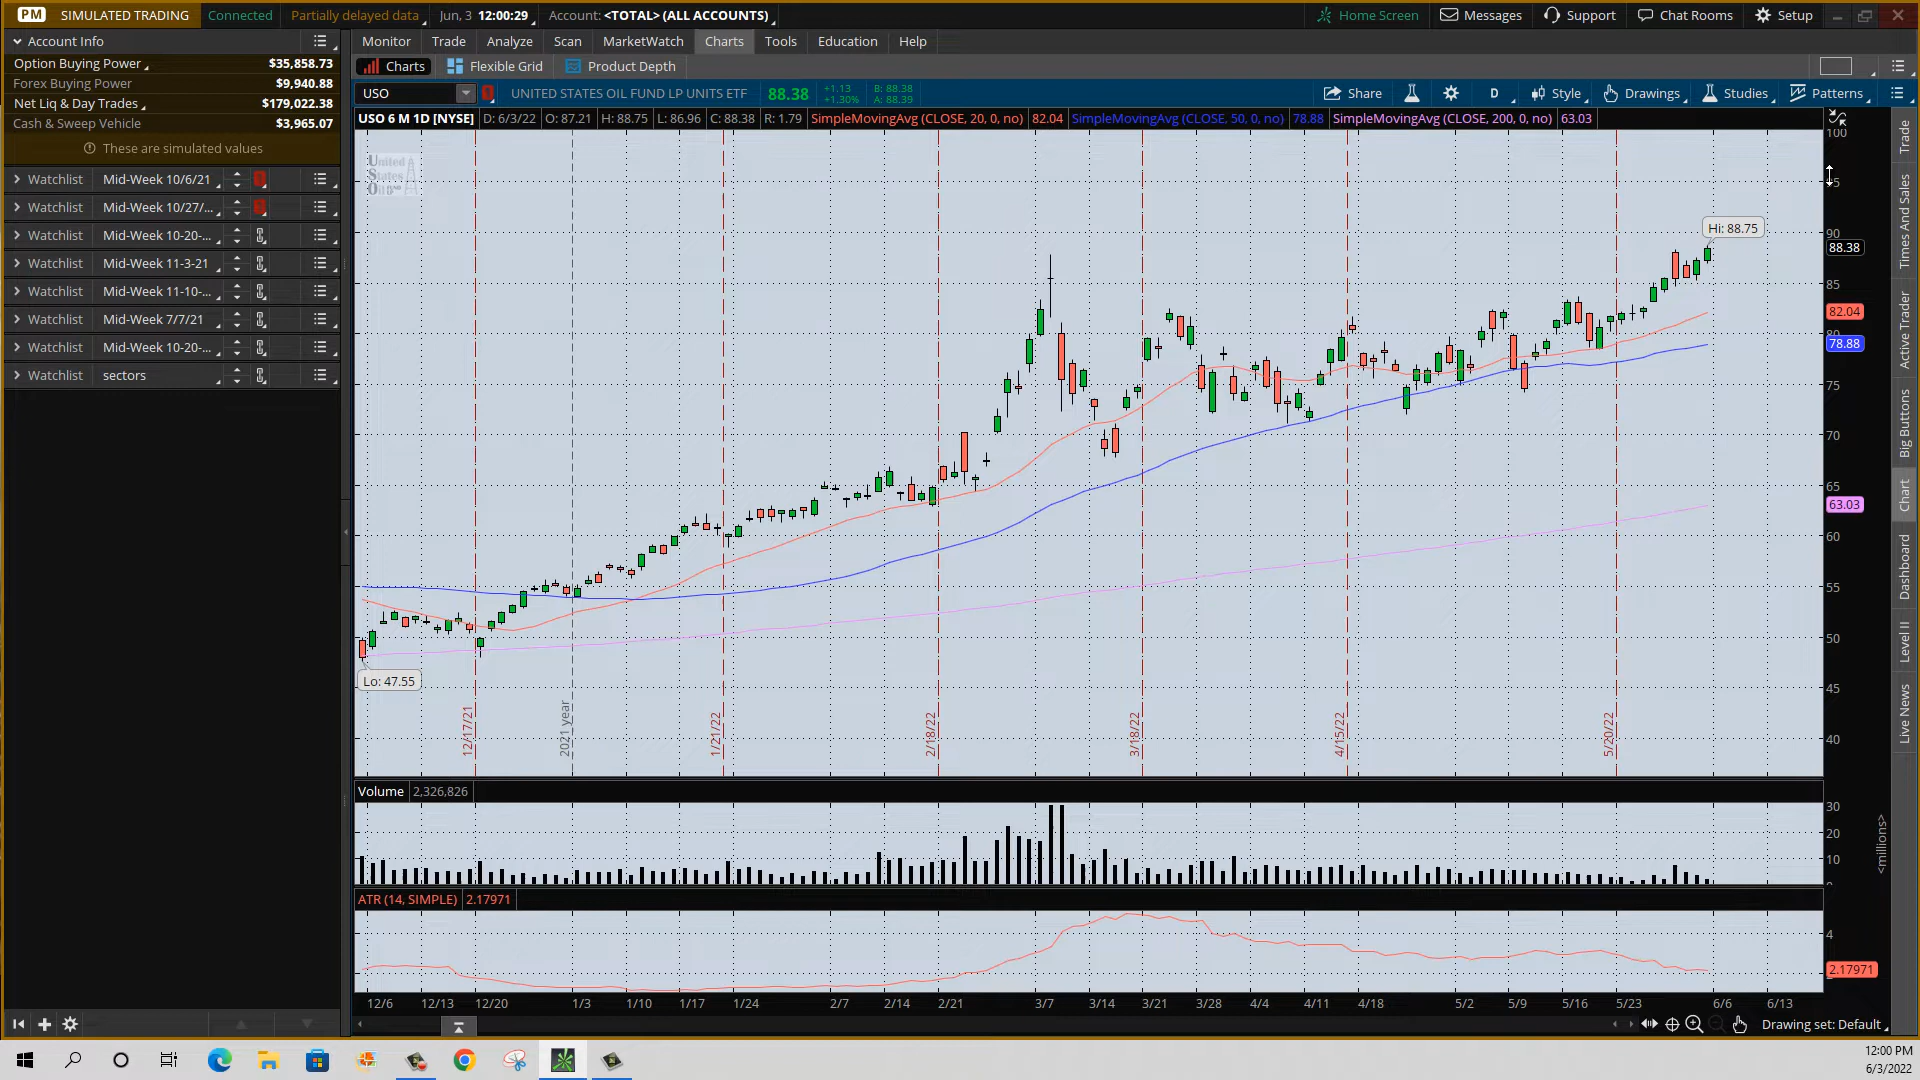 PM SIMULATED TRADING Connected Partially delayed data Jun, 3 12:00:29 Account: <TOTAL> (ALL ACCOUNTS) Home Screen Messages Support Chat Rooms Setup
Account Info
Option Buying Power $35,858.73
Forex Buying Power $9,940.88
Net Liq & Day Trades $179,022.38
Cash & Sweep Vehicle $3,965.07
These are simulated values
Watchlist Mid-Week 10/6/21
Watchlist Mid-Week 10/27/...
Watchlist Mid-Week 10-20-...
Watchlist Mid-Week 11-3-21
Watchlist Mid-Week 11-10-...
Watchlist Mid-Week 7/7/21
Watchlist Mid-Week 10-20-...
Watchlist sectors
Monitor Trade Analyze Scan MarketWatch Charts Tools Education Help
Charts Flexible Grid Product Depth
USO UNITED STATES OIL FUND LP UNITS ETF 88.38 +1.13 +1.30% B: 88.38 A: 88.39 Share D Style Drawings Studies Patterns
USO 6 M 1D [NYSE] D: 6/3/22 O: 87.21 H: 88.75 L: 86.96 C: 88.38 R: 1.79 SimpleMovingAvg (CLOSE, 20, 0, no) 82.04 SimpleMovingAvg (CLOSE, 50, 0, no) 78.88 SimpleMovingAvg (CLOSE, 200, 0, no) 63.03
United
States
Oil
Hi: 88.75
Lo: 47.55
100
90
88.38
85
82.04
78.88
75
70
65
63.03
60
55
50
45
40
12/17/21 2021 year 1/21/22 2/18/22 3/18/22 4/15/22 5/20/22
Volume 2,326,826
30
20
10
<millions>
ATR (14, SIMPLE) 2.17971
4
2.17971
12/6 12/13 12/20 1/3 1/10 1/17 1/24 2/7 2/14 2/21 3/7 3/14 3/21 3/28 4/4 4/11 4/18 5/2 5/9 5/16 5/23 6/6 6/13
Drawing set: Default
Trade
Times And Sales
Active Trader
Big Buttons
Chart
Dashboard
Level II
Live News
12:00 PM
6/3/2022